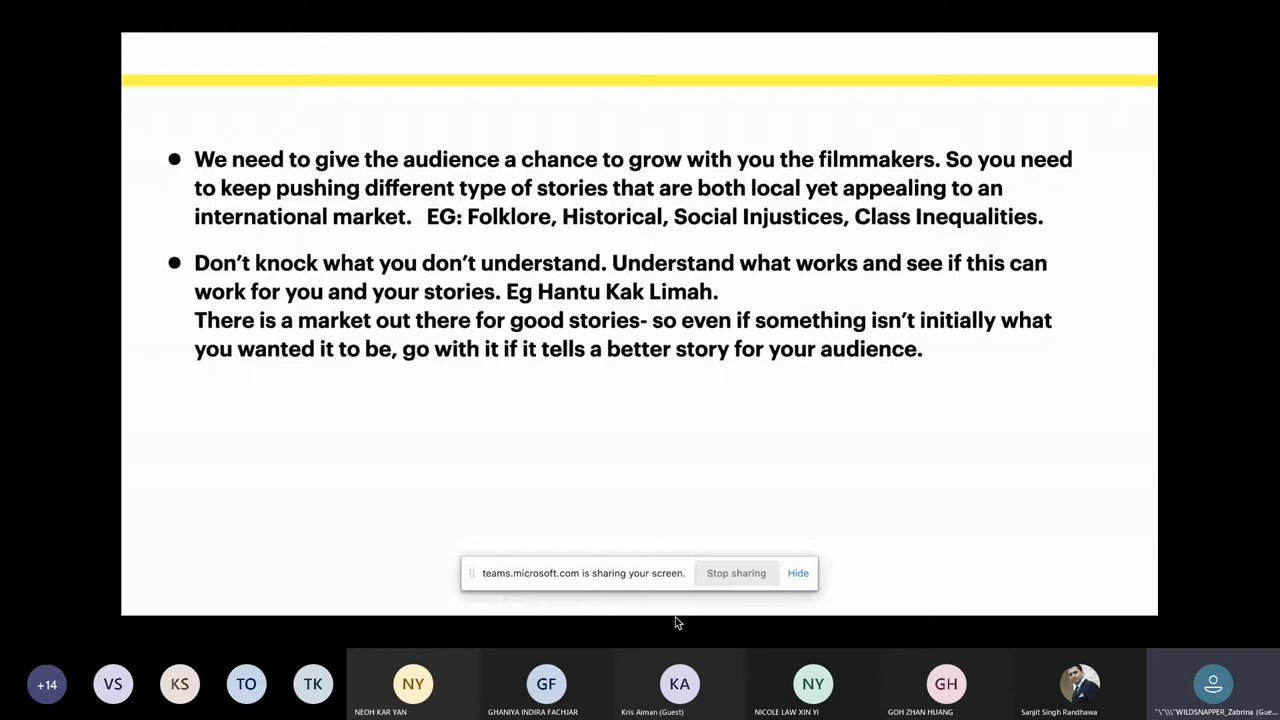 We need to give the audience a chance to grow with you the filmmakers. So you need
to keep pushing different type of stories that are both local yet appealing to an
international market. EG: Folklore, Historical, Social Injustices, Class Inequalities.
Don’t knock what you don’t understand. Understand what works and see if this can
work for you and your stories. Eg Hantu Kak Limah.
There is a market out there for good stories- so even if something isn’t initially what
you wanted it to be, go with it if it tells a better story for your audience.
teams.microsoft.com is sharing your screen. Stop sharing Hide
+14 VS KS TO TK NY GF KA NY GH
NEOH KAR YAN GHANIYA INDIRA FACHJAR Kris Aiman (Guest) NICOLE LAW XIN YI GOH ZHAN HUANG Sanjit Singh Randhawa "\"\\\"WILDSNAPPER_Zabrina (Gue...